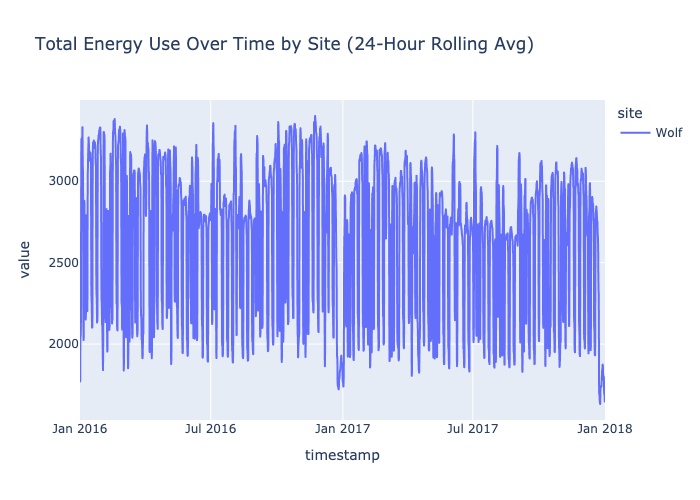 Total Energy Use Over Time by Site (24-Hour Rolling Avg)
site
Wolf
3000
2500
2000
value
Jan 2016
Jul 2016
Jan 2017
Jul 2017
Jan 2018
timestamp